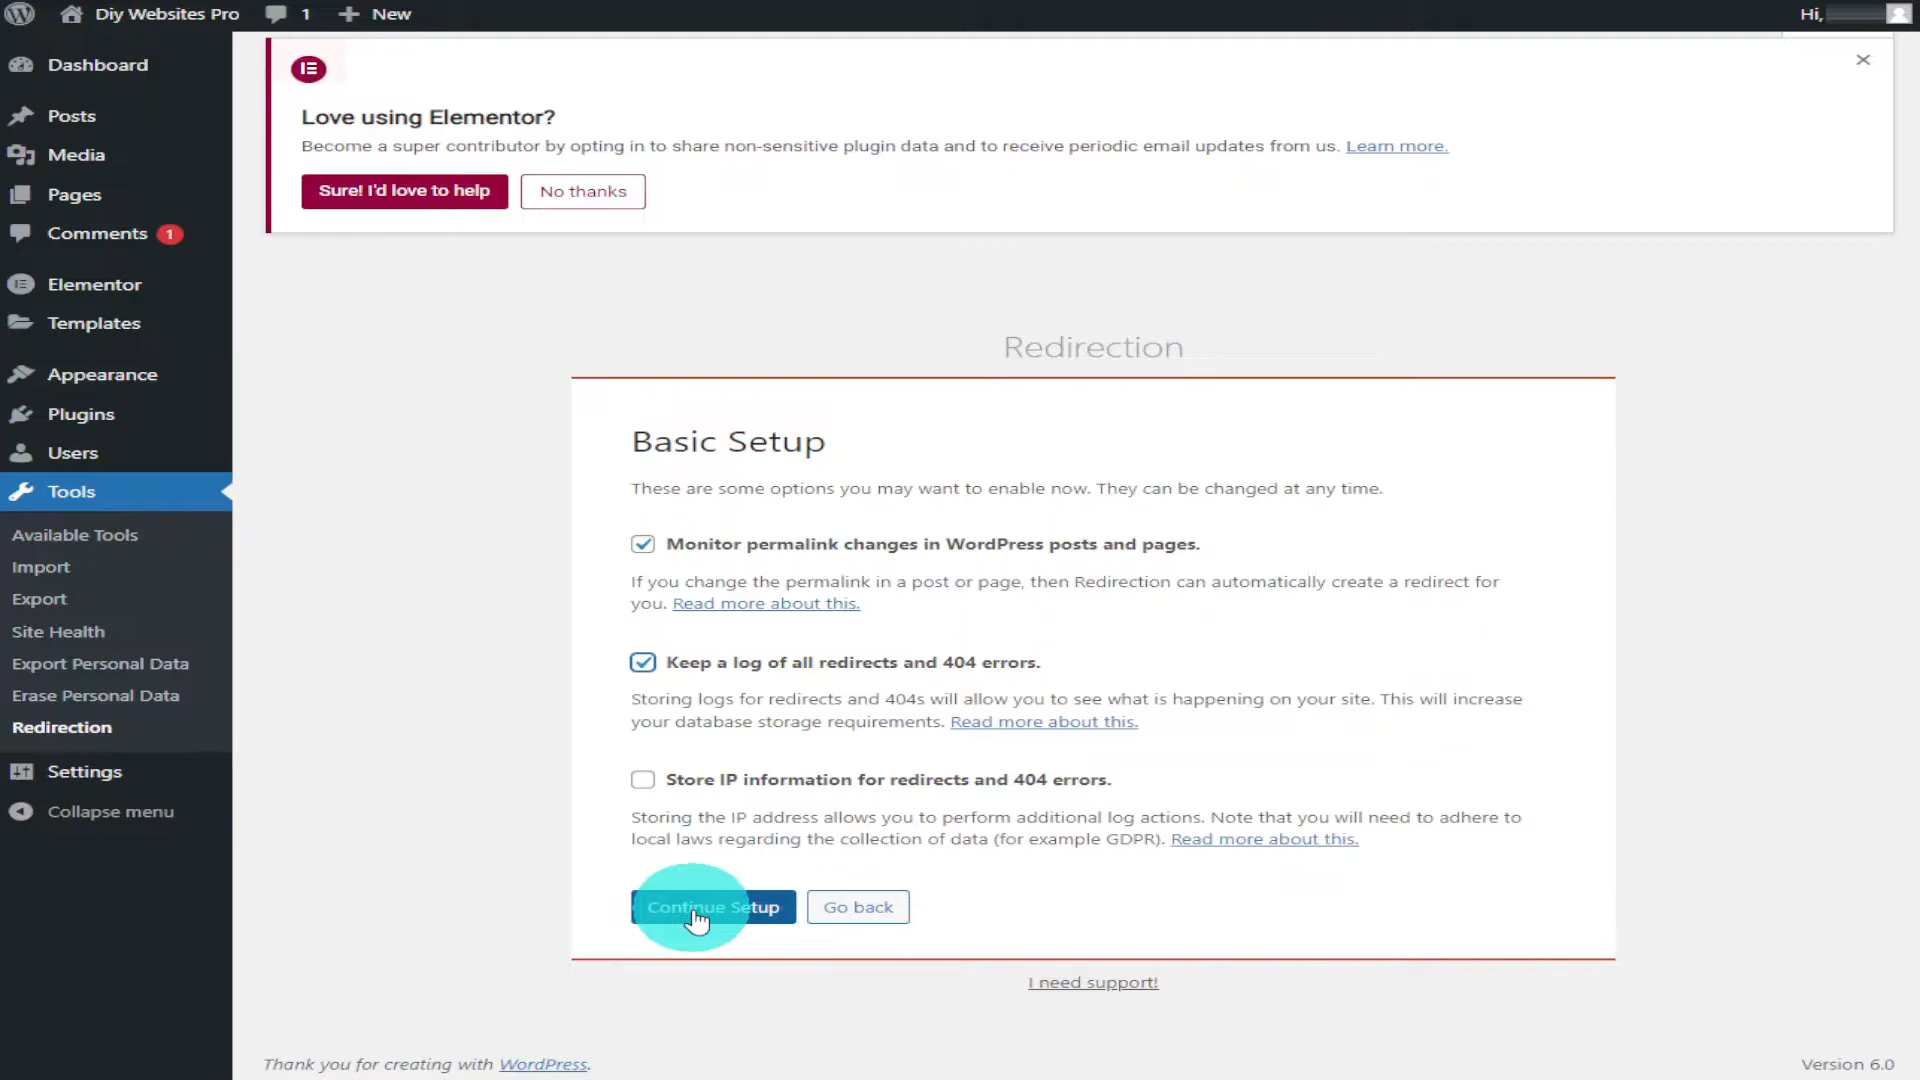 Diy Websites Pro
1
New
Hi,
Dashboard
Posts
Media
Pages
Comments 1
Elementor
Templates
Appearance
Plugins
Users
Tools
Available Tools
Import
Export
Site Health
Export Personal Data
Erase Personal Data
Redirection
Settings
Collapse menu
Love using Elementor?
Become a super contributor by opting in to share non-sensitive plugin data and to receive periodic email updates from us. Learn more.
Sure! I'd love to help
No thanks
Redirection
Basic Setup
These are some options you may want to enable now. They can be changed at any time.
Monitor permalink changes in WordPress posts and pages.
If you change the permalink in a post or page, then Redirection can automatically create a redirect for
you. Read more about this.
Keep a log of all redirects and 404 errors.
Storing logs for redirects and 404s will allow you to see what is happening on your site. This will increase
your database storage requirements. Read more about this.
Store IP information for redirects and 404 errors.
Storing the IP address allows you to perform additional log actions. Note that you will need to adhere to
local laws regarding the collection of data (for example GDPR). Read more about this.
Continue Setup
Go back
I need support!
Thank you for creating with WordPress.
Version 6.0